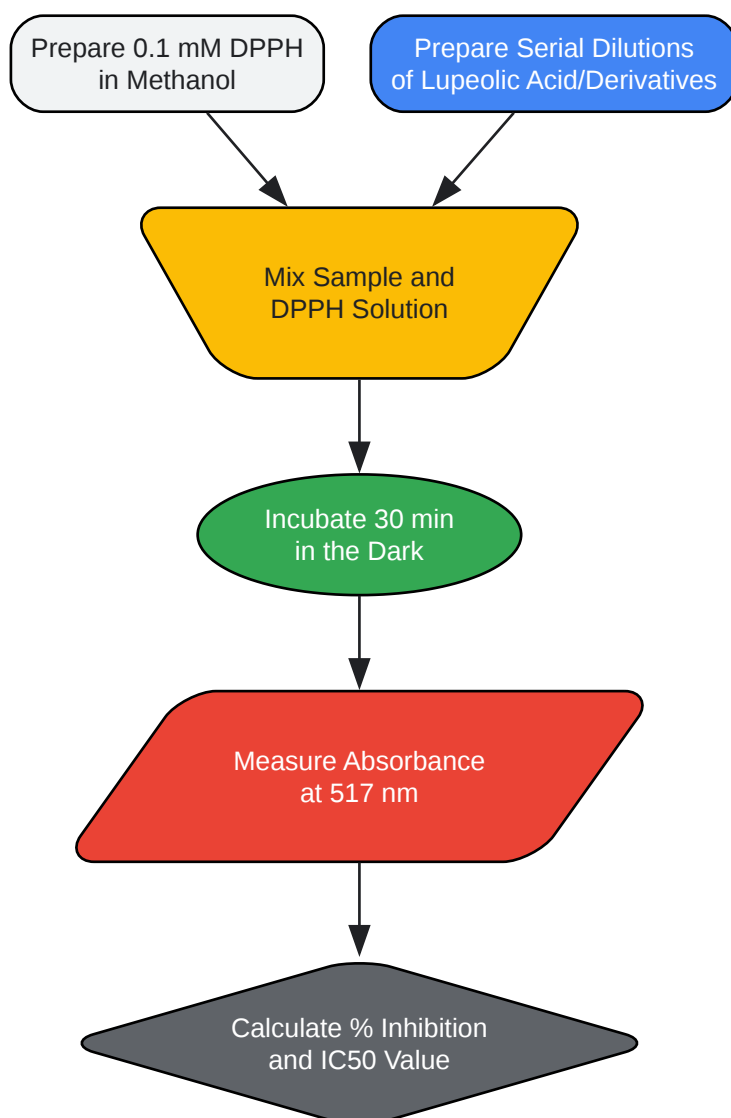 Prepare 0.1 mM DPPH
in Methanol
Prepare Serial Dilutions
of Lupeolic Acid/Derivatives
Mix Sample and
DPPH Solution
Incubate 30 min
in the Dark
Measure Absorbance
at 517 nm
Calculate % Inhibition
and IC50 Value